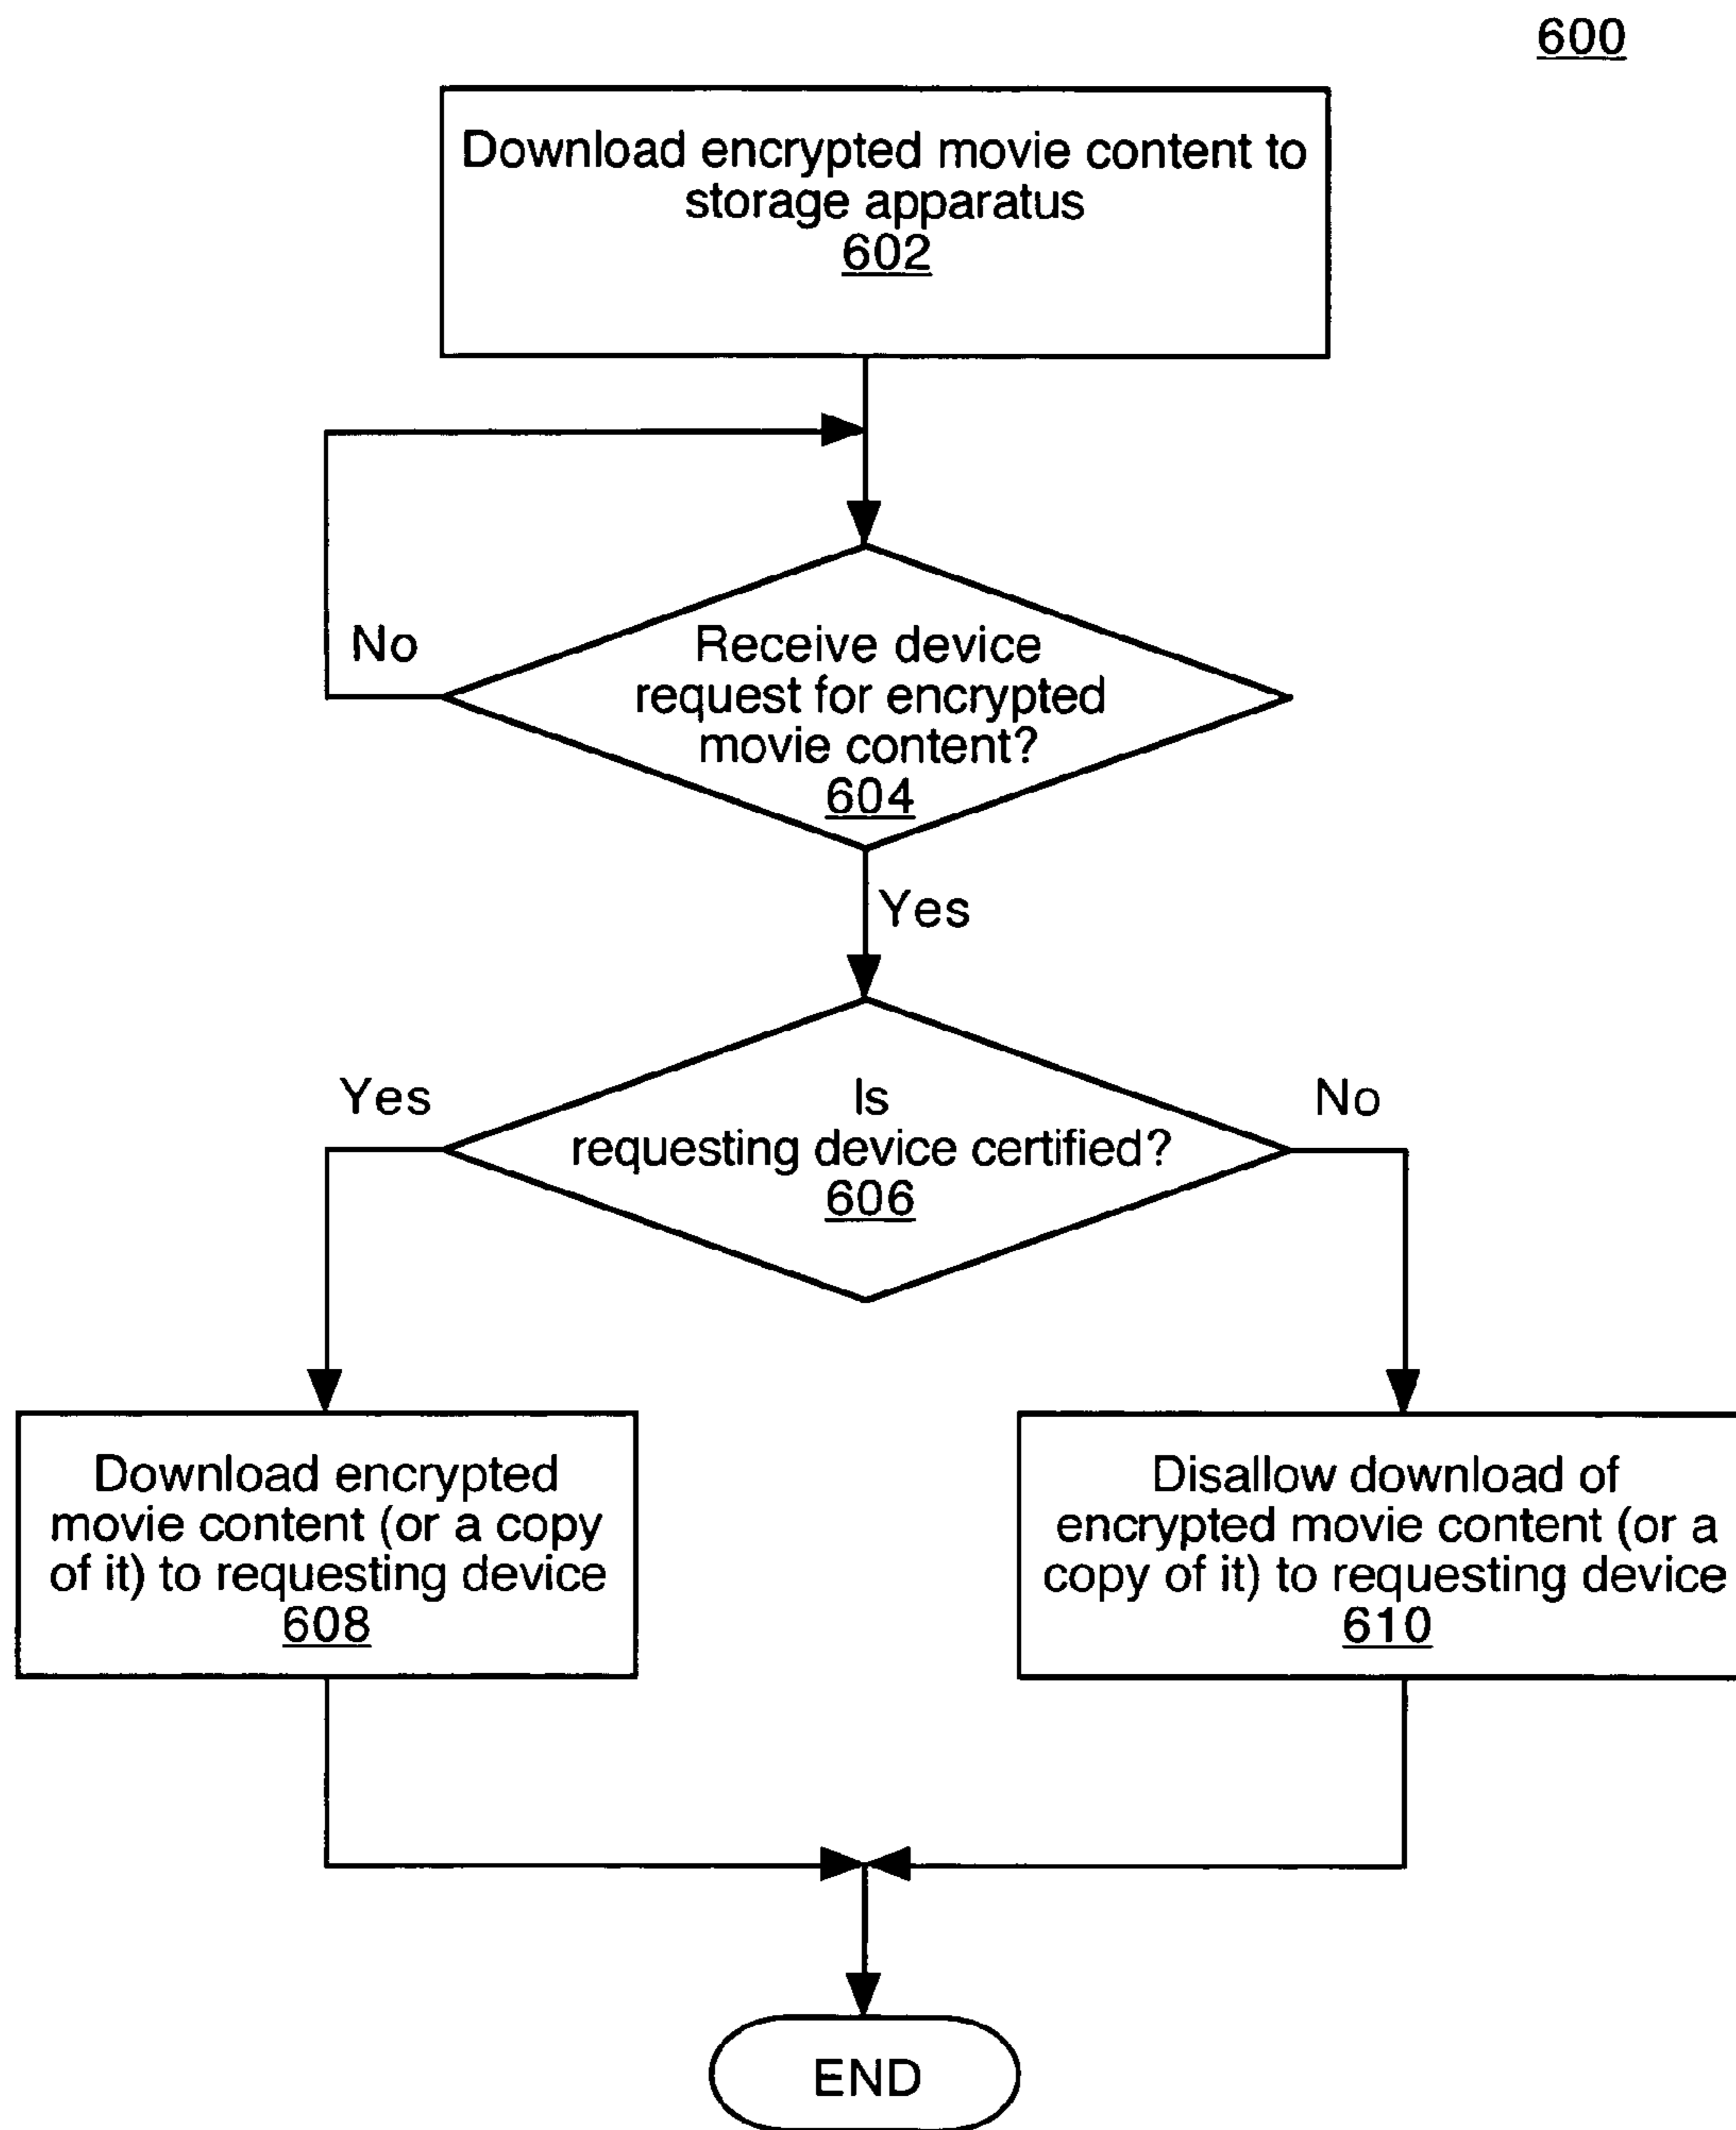 600
Download encrypted movie content to
storage apparatus
602
No
Receive device
request for encrypted
movie content?
604
Yes
Yes
Is
requesting device certified?
606
No
Download encrypted
movie content (or a copy
of it) to requesting device
608
Disallow download of
encrypted movie content (or a
copy of it) to requesting device
610
END